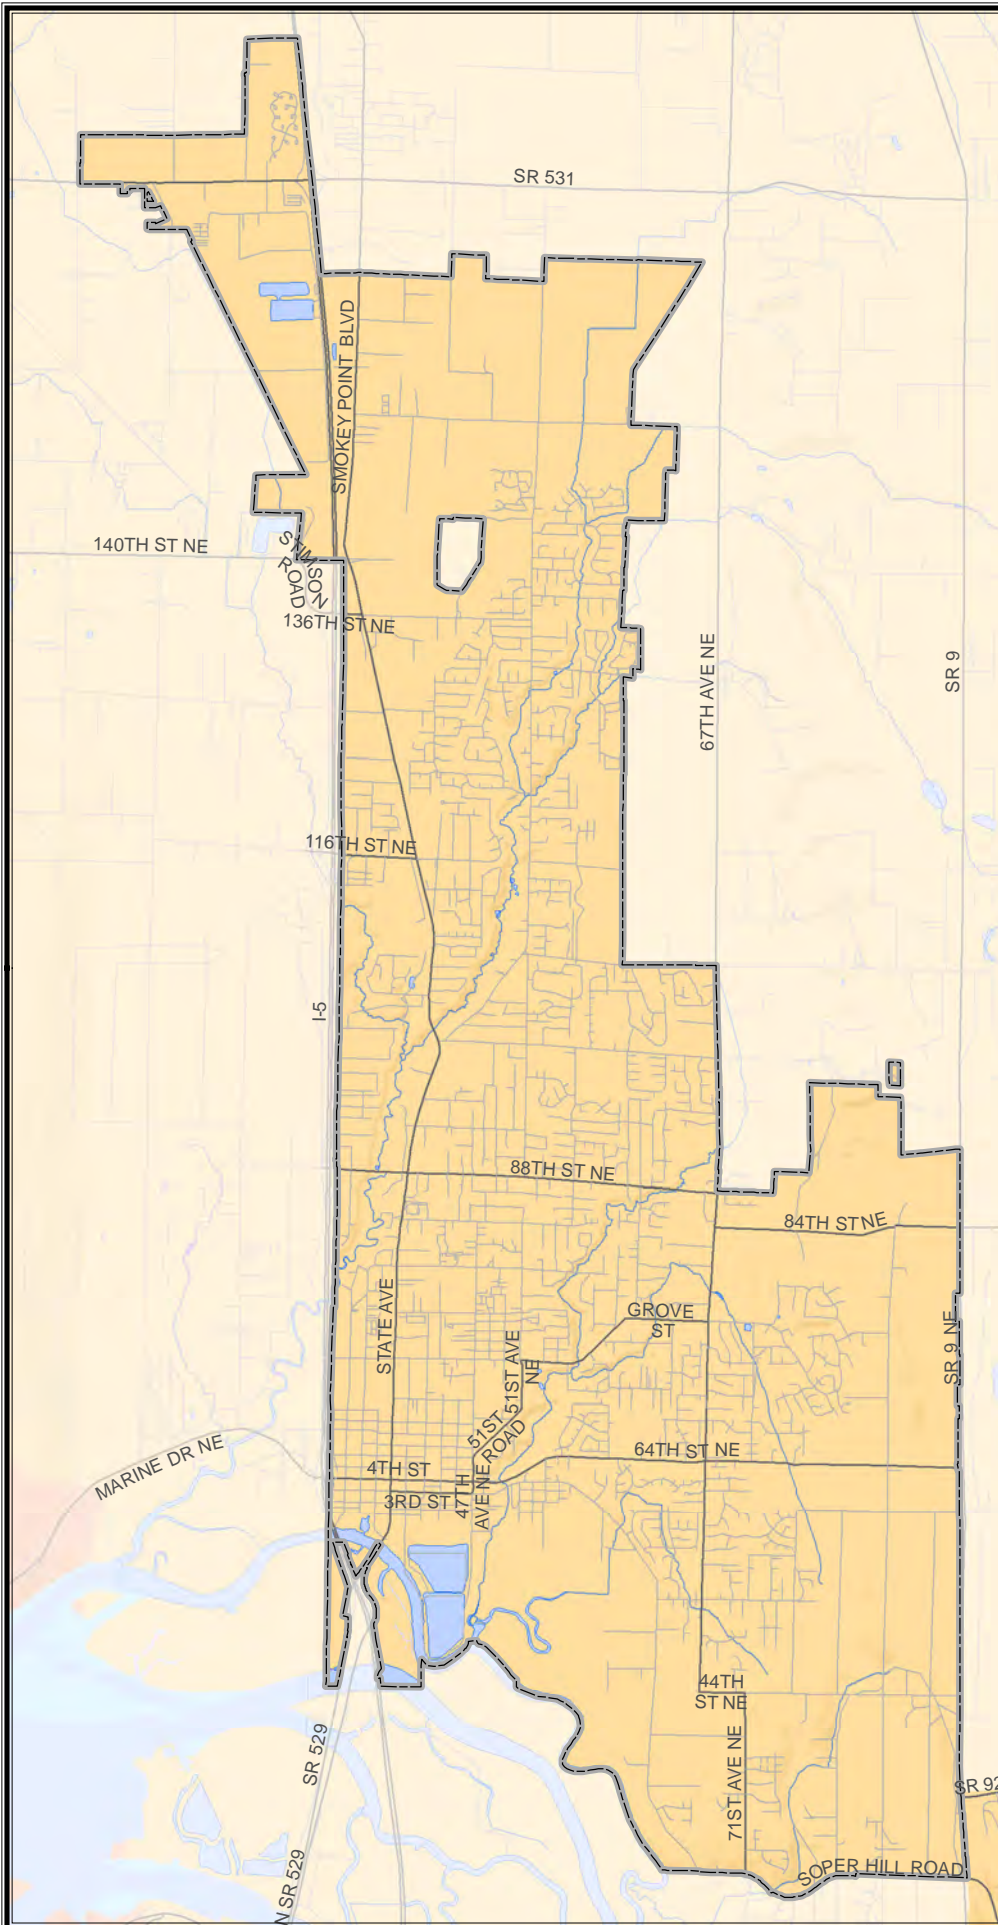 SR 531
SMOKEY POINT BLVD
140TH ST NE
STIMSON
ROAD
136TH ST NE
67TH AVE NE
SR 9
116TH ST NE
I-5
88TH ST NE
84TH ST NE
STATE AVE
GROVE
ST
SR 9 NE
51ST AVE
NE
51ST
ROAD
MARINE DR NE
64TH ST NE
4TH ST
47TH
AVE NE
3RD ST
44TH
ST NE
SR 529
71ST AVE NE
SR 92
SOPER HILL ROAD
N SR 529